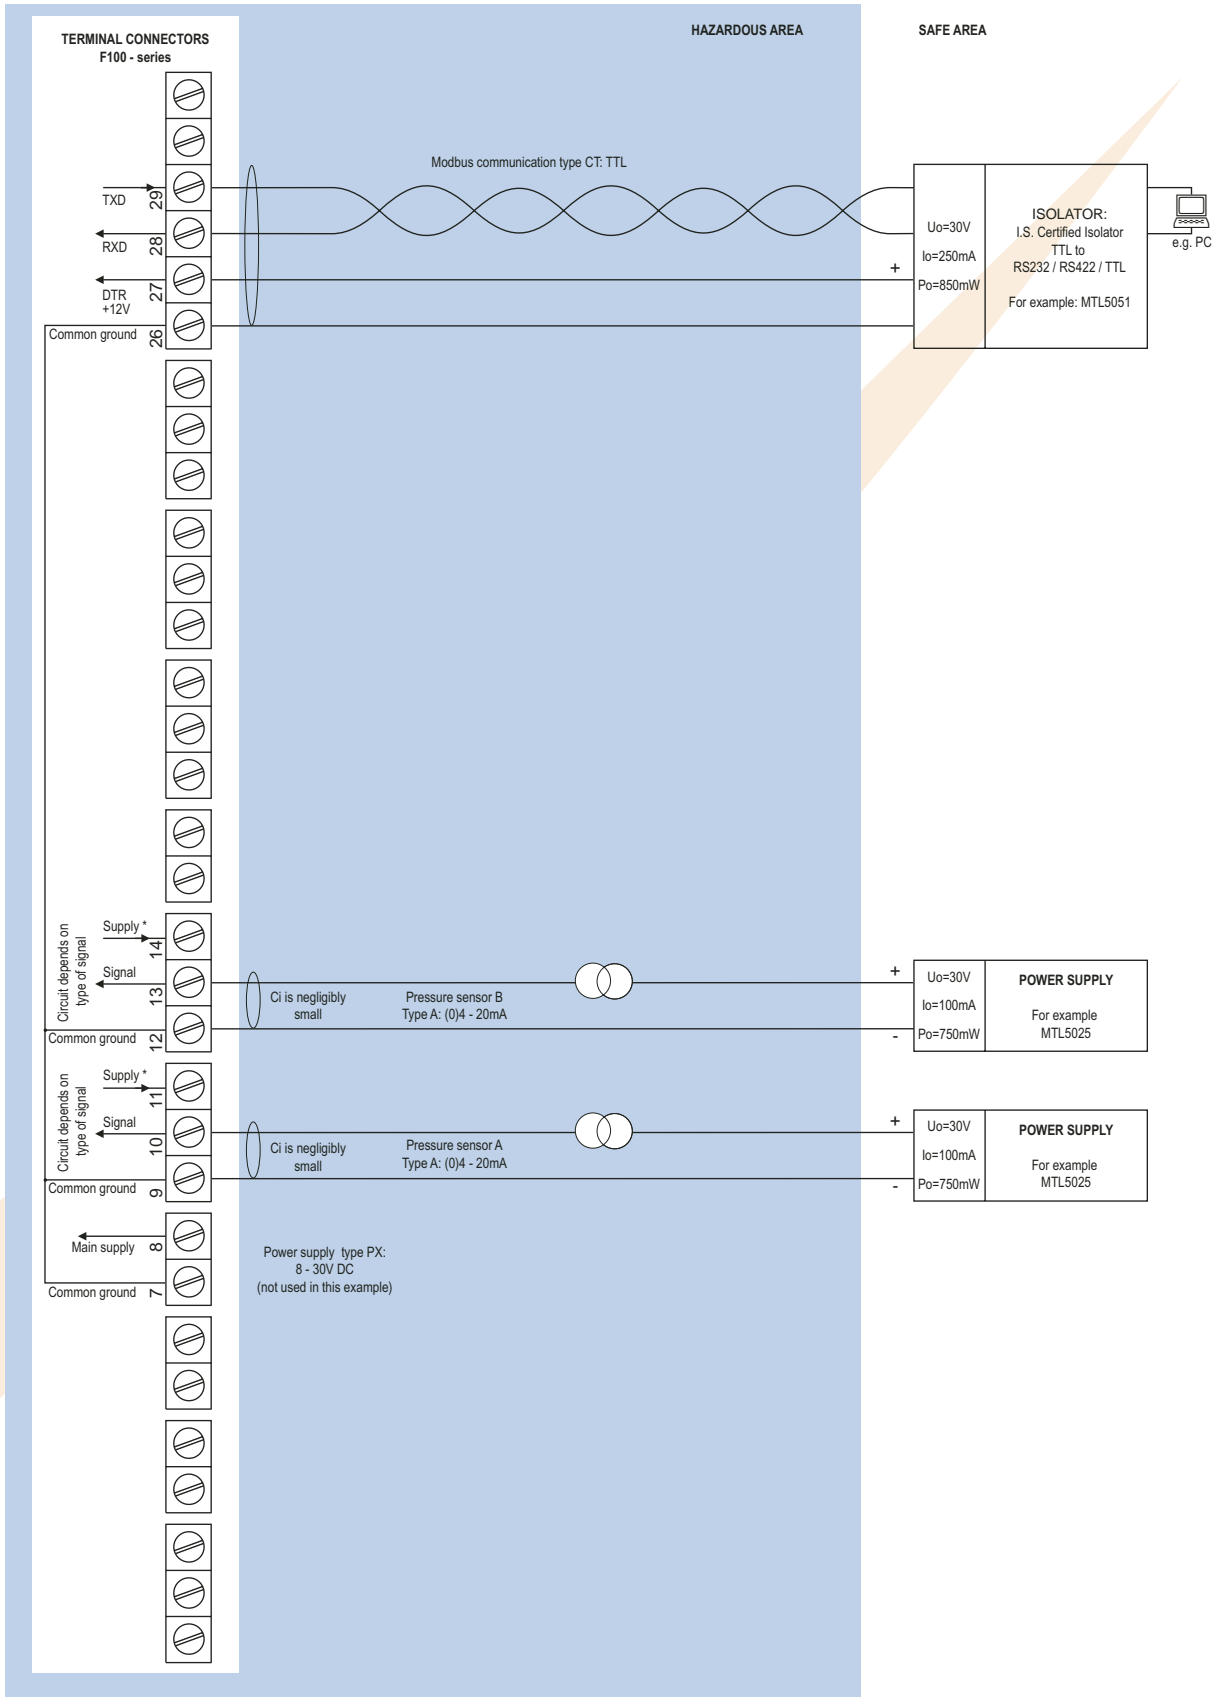 TERMINAL CONNECTORS
F100 - series
HAZARDOUS AREA
SAFE AREA
Modbus communication type CT: TTL
TXD
29
RXD
28
DTR
+12V
27
Common ground
26
+
Uo=30V
Io=250mA
Po=850mW
ISOLATOR:
I.S. Certified Isolator
TTL to
RS232 / RS422 / TTL
For example: MTL5051
e.g. PC
Circuit depends on
type of signal
Supply *
14
Signal
13
Common ground
12
Ci is negligibly
small
Pressure sensor B
Type A: (0)4 - 20mA
+
-
Uo=30V
Io=100mA
Po=750mW
POWER SUPPLY
For example
MTL5025
Circuit depends on
type of signal
Supply *
11
Signal
10
Common ground
9
Ci is negligibly
small
Pressure sensor A
Type A: (0)4 - 20mA
+
-
Uo=30V
Io=100mA
Po=750mW
POWER SUPPLY
For example
MTL5025
Main supply
8
Common ground
7
Power supply type PX:
8 - 30V DC
(not used in this example)